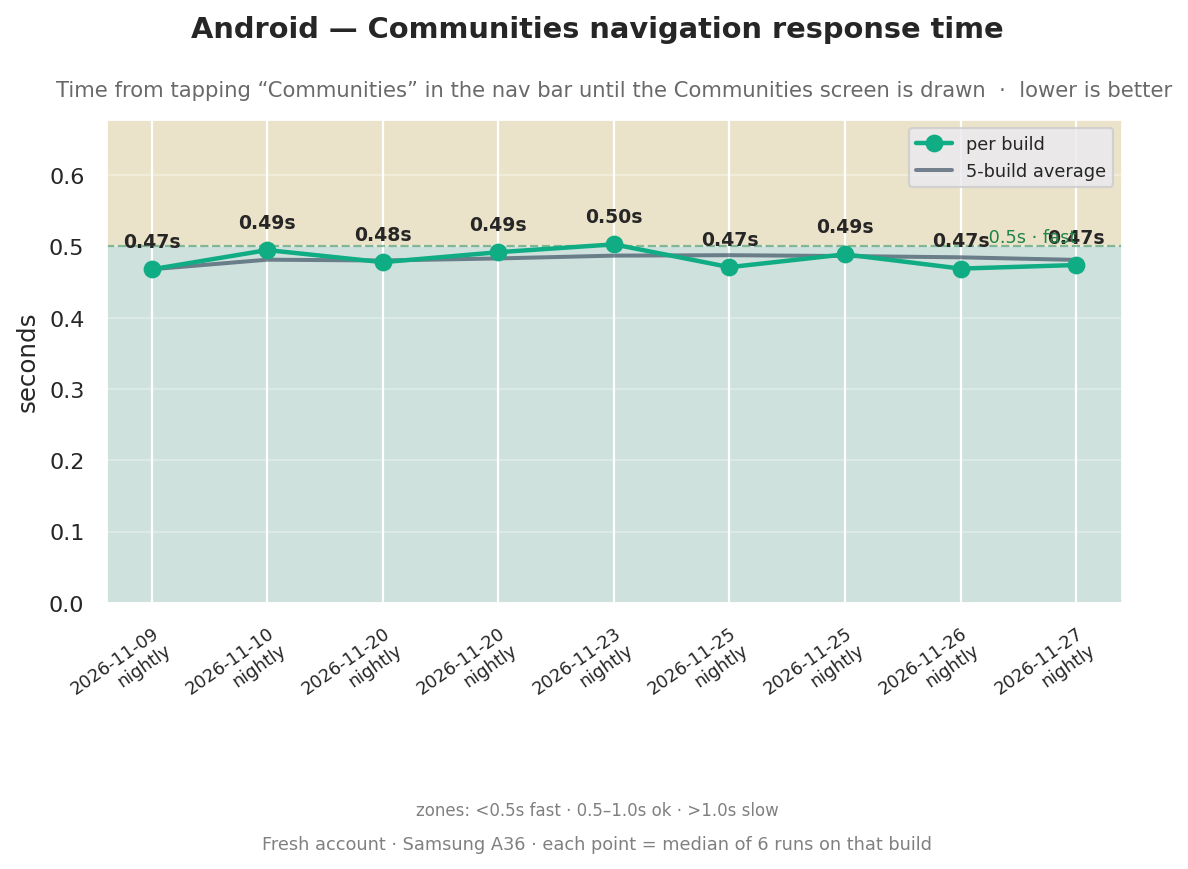 Android — Communities navigation response time
Time from tapping “Communities” in the nav bar until the Communities screen is drawn · lower is better
per build
5-build average
0.6
0.5
0.4
0.3
0.2
0.1
0.0
seconds
0.47s
0.49s
0.48s
0.49s
0.50s
0.47s
0.49s
0.47s
0.5s · fast
0.47s
2026-11-09
nightly
2026-11-10
nightly
2026-11-20
nightly
2026-11-20
nightly
2026-11-23
nightly
2026-11-25
nightly
2026-11-25
nightly
2026-11-26
nightly
2026-11-27
nightly
zones: <0.5s fast · 0.5–1.0s ok · >1.0s slow
Fresh account · Samsung A36 · each point = median of 6 runs on that build